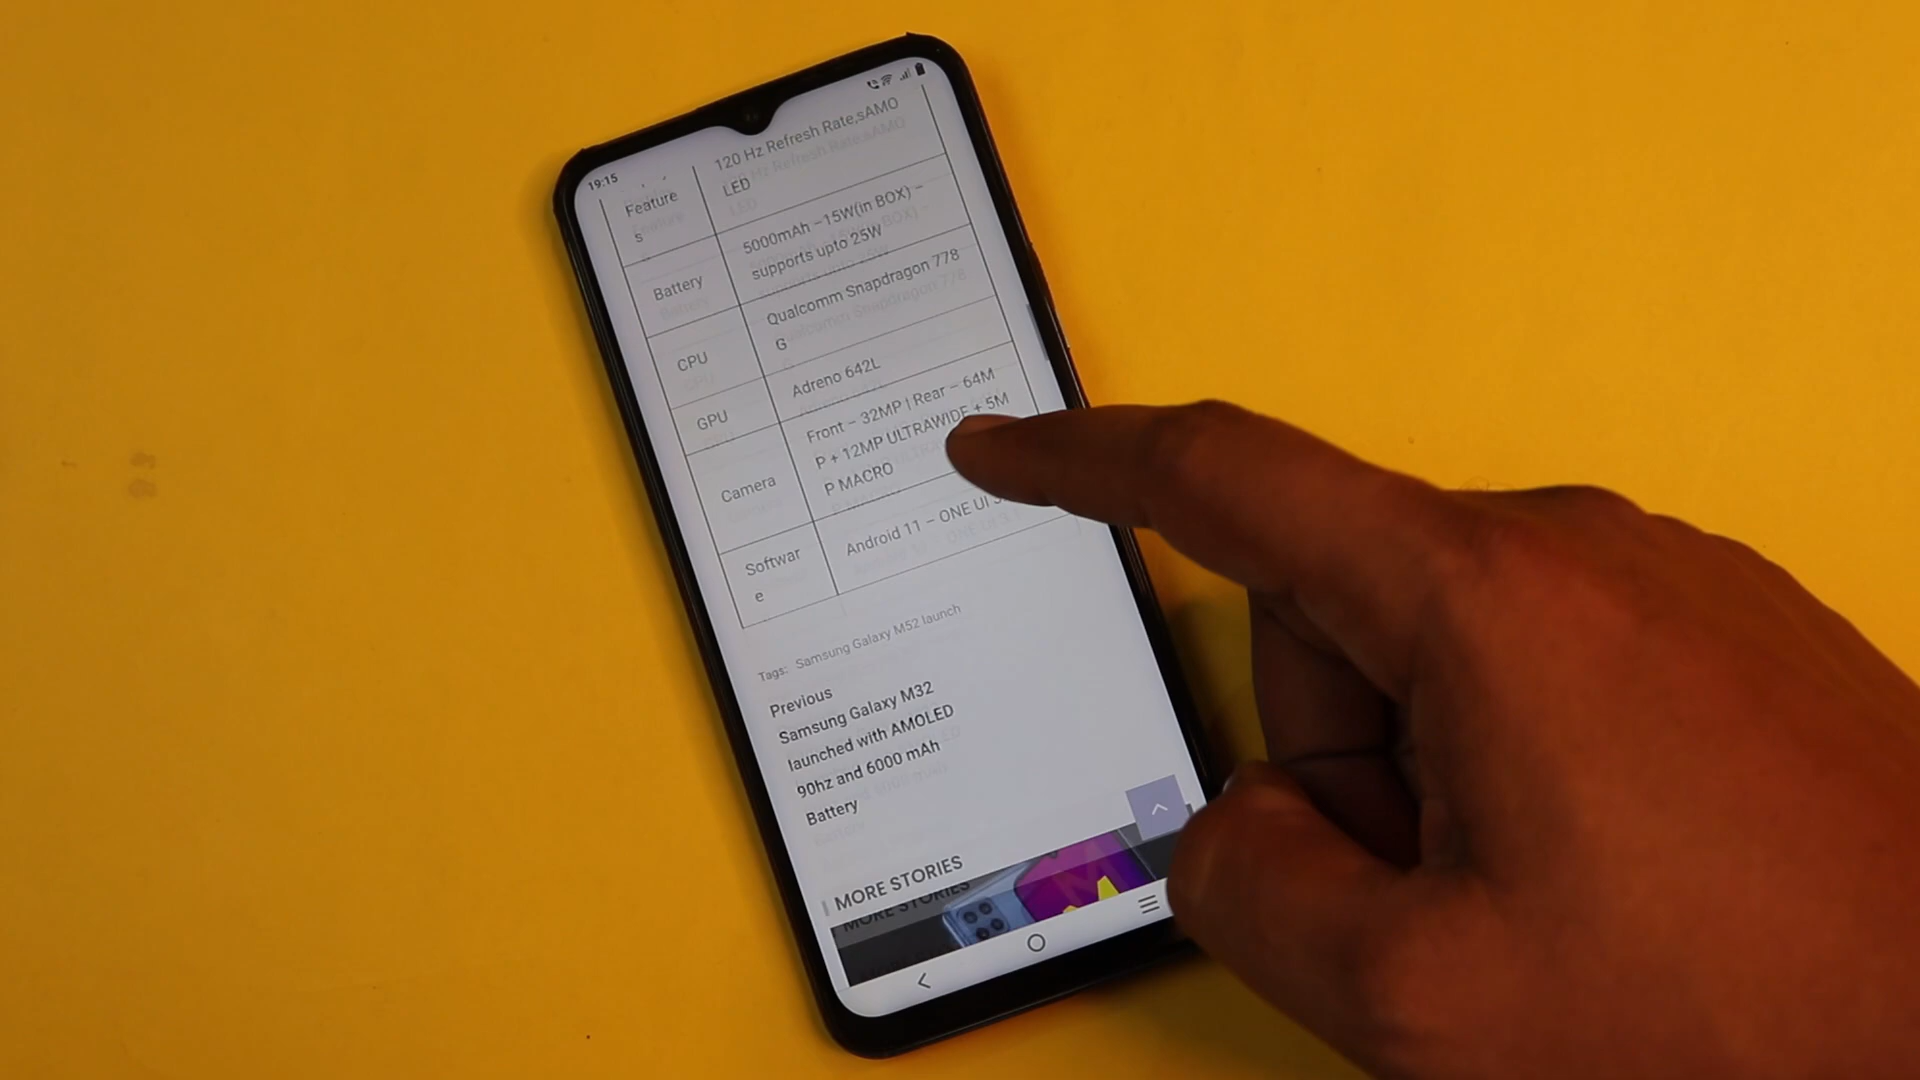 19:15
Feature
s
120 Hz Refresh Rate,sAMO
LED
Battery
5000mAh –15W(in BOX) –
supports upto 25W
CPU
Qualcomm Snapdragon 778
G
GPU
Adreno 642L
Camera
Front – 32MP | Rear – 64M
P + 12MP ULTRAWIDE + 5M
P MACRO
Softwar
e
Android 11 – ONE UI
Tags: Samsung Galaxy M52 launch
Previous
Samsung Galaxy M32
launched with AMOLED
90hz and 6000 mAh
Battery
MORE STORIES